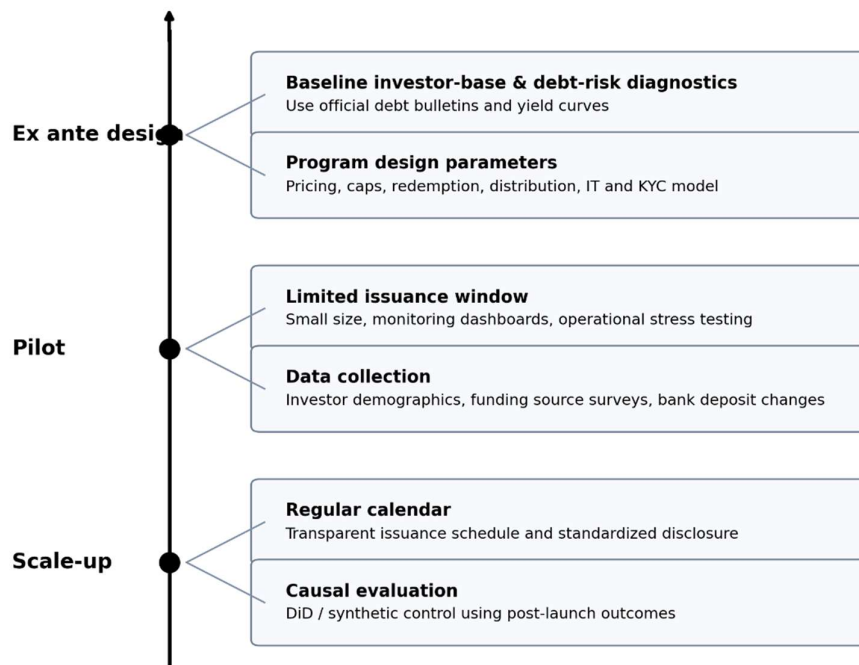 Ex ante design
Baseline investor-base & debt-risk diagnostics
Use official debt bulletins and yield curves
Program design parameters
Pricing, caps, redemption, distribution, IT and KYC model
Pilot
Limited issuance window
Small size, monitoring dashboards, operational stress testing
Data collection
Investor demographics, funding source surveys, bank deposit changes
Scale-up
Regular calendar
Transparent issuance schedule and standardized disclosure
Causal evaluation
DiD / synthetic control using post-launch outcomes